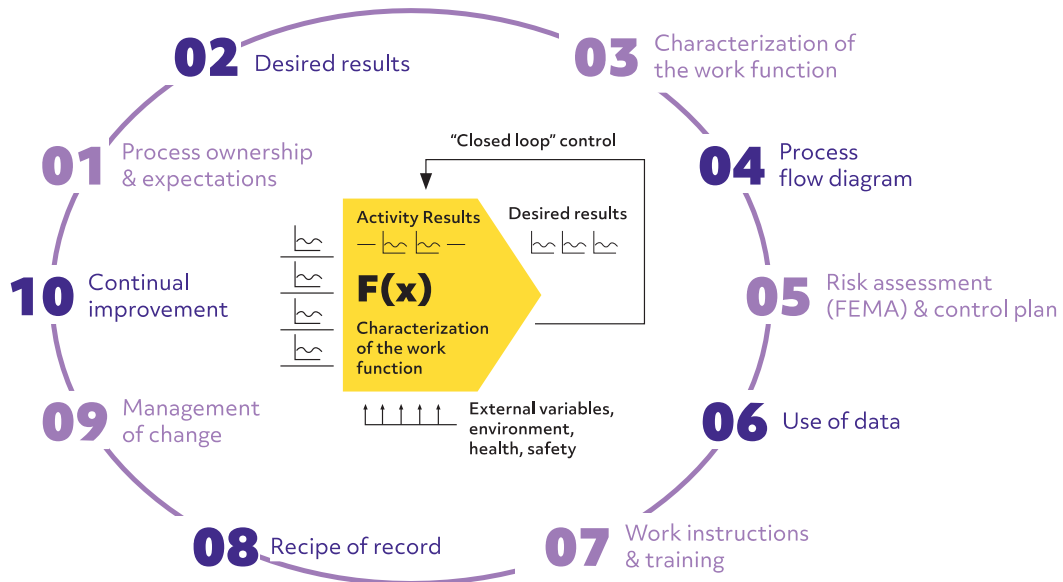 01 Process ownership
& expectations
02 Desired results
03 Characterization of
the work function
04 Process
flow diagram
05 Risk assessment
(FEMA) & control plan
06 Use of data
07 Work instructions
& training
08 Recipe of record
09 Management
of change
10 Continual
improvement
“Closed loop” control
Activity Results
Desired results
F(x)
Characterization
of the work
function
External variables,
environment,
health, safety